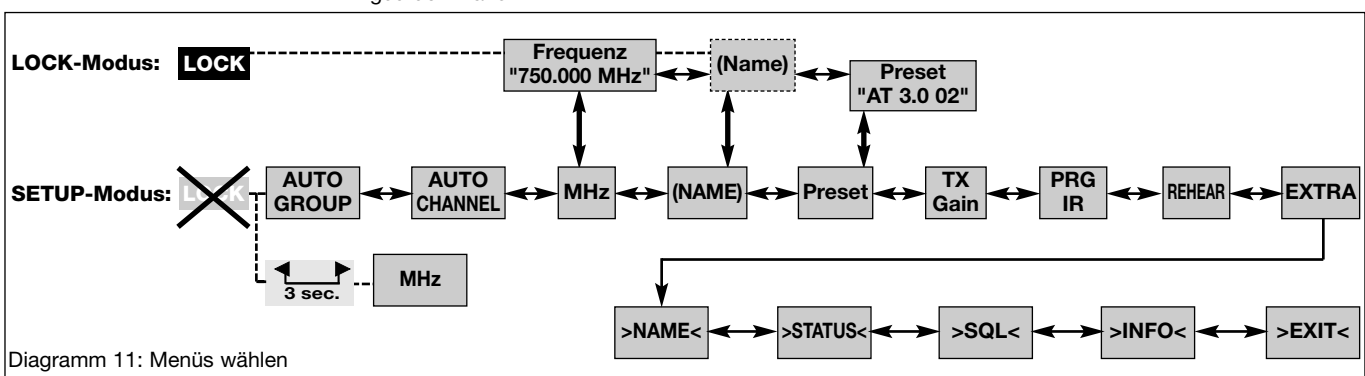 LOCK-Modus: LOCK
Frequenz
"750.000 MHz"
(Name)
Preset
"AT 3.0 02"
SETUP-Modus: LOCK
AUTO
GROUP
AUTO
CHANNEL
MHz
(NAME)
Preset
TX
Gain
PRG
IR
REHEAR
EXTRA
3 sec.
MHz
>NAME<
>STATUS<
>SQL<
>INFO<
>EXIT<
Diagramm 11: Menüs wählen